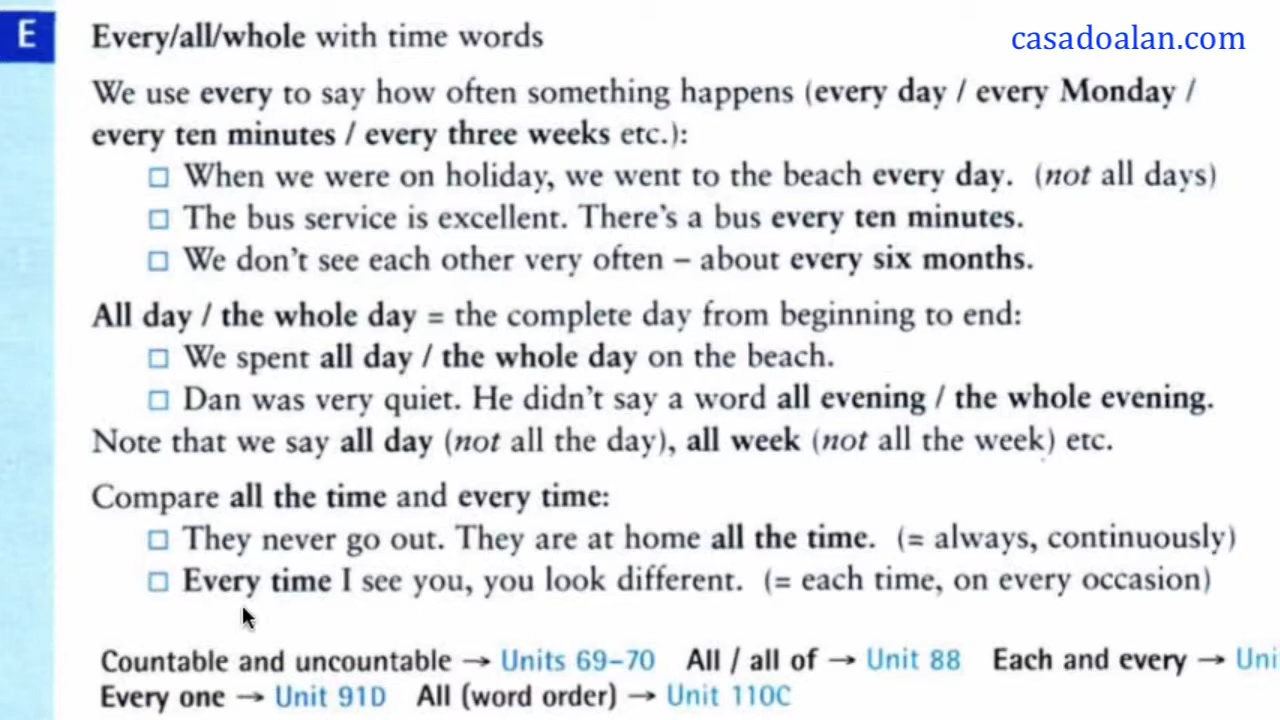 E Every/all/whole with time words
casadoalan.com
We use every to say how often something happens (every day / every Monday /
every ten minutes / every three weeks etc.):
When we were on holiday, we went to the beach every day. (not all days)
The bus service is excellent. There's a bus every ten minutes.
We don't see each other very often – about every six months.
All day / the whole day = the complete day from beginning to end:
We spent all day / the whole day on the beach.
Dan was very quiet. He didn't say a word all evening / the whole evening.
Note that we say all day (not all the day), all week (not all the week) etc.
Compare all the time and every time:
They never go out. They are at home all the time. (= always, continuously)
Every time I see you, you look different. (= each time, on every occasion)
Countable and uncountable → Units 69–70 All / all of → Unit 88 Each and every →
Every one → Unit 91D All (word order) → Unit 110C